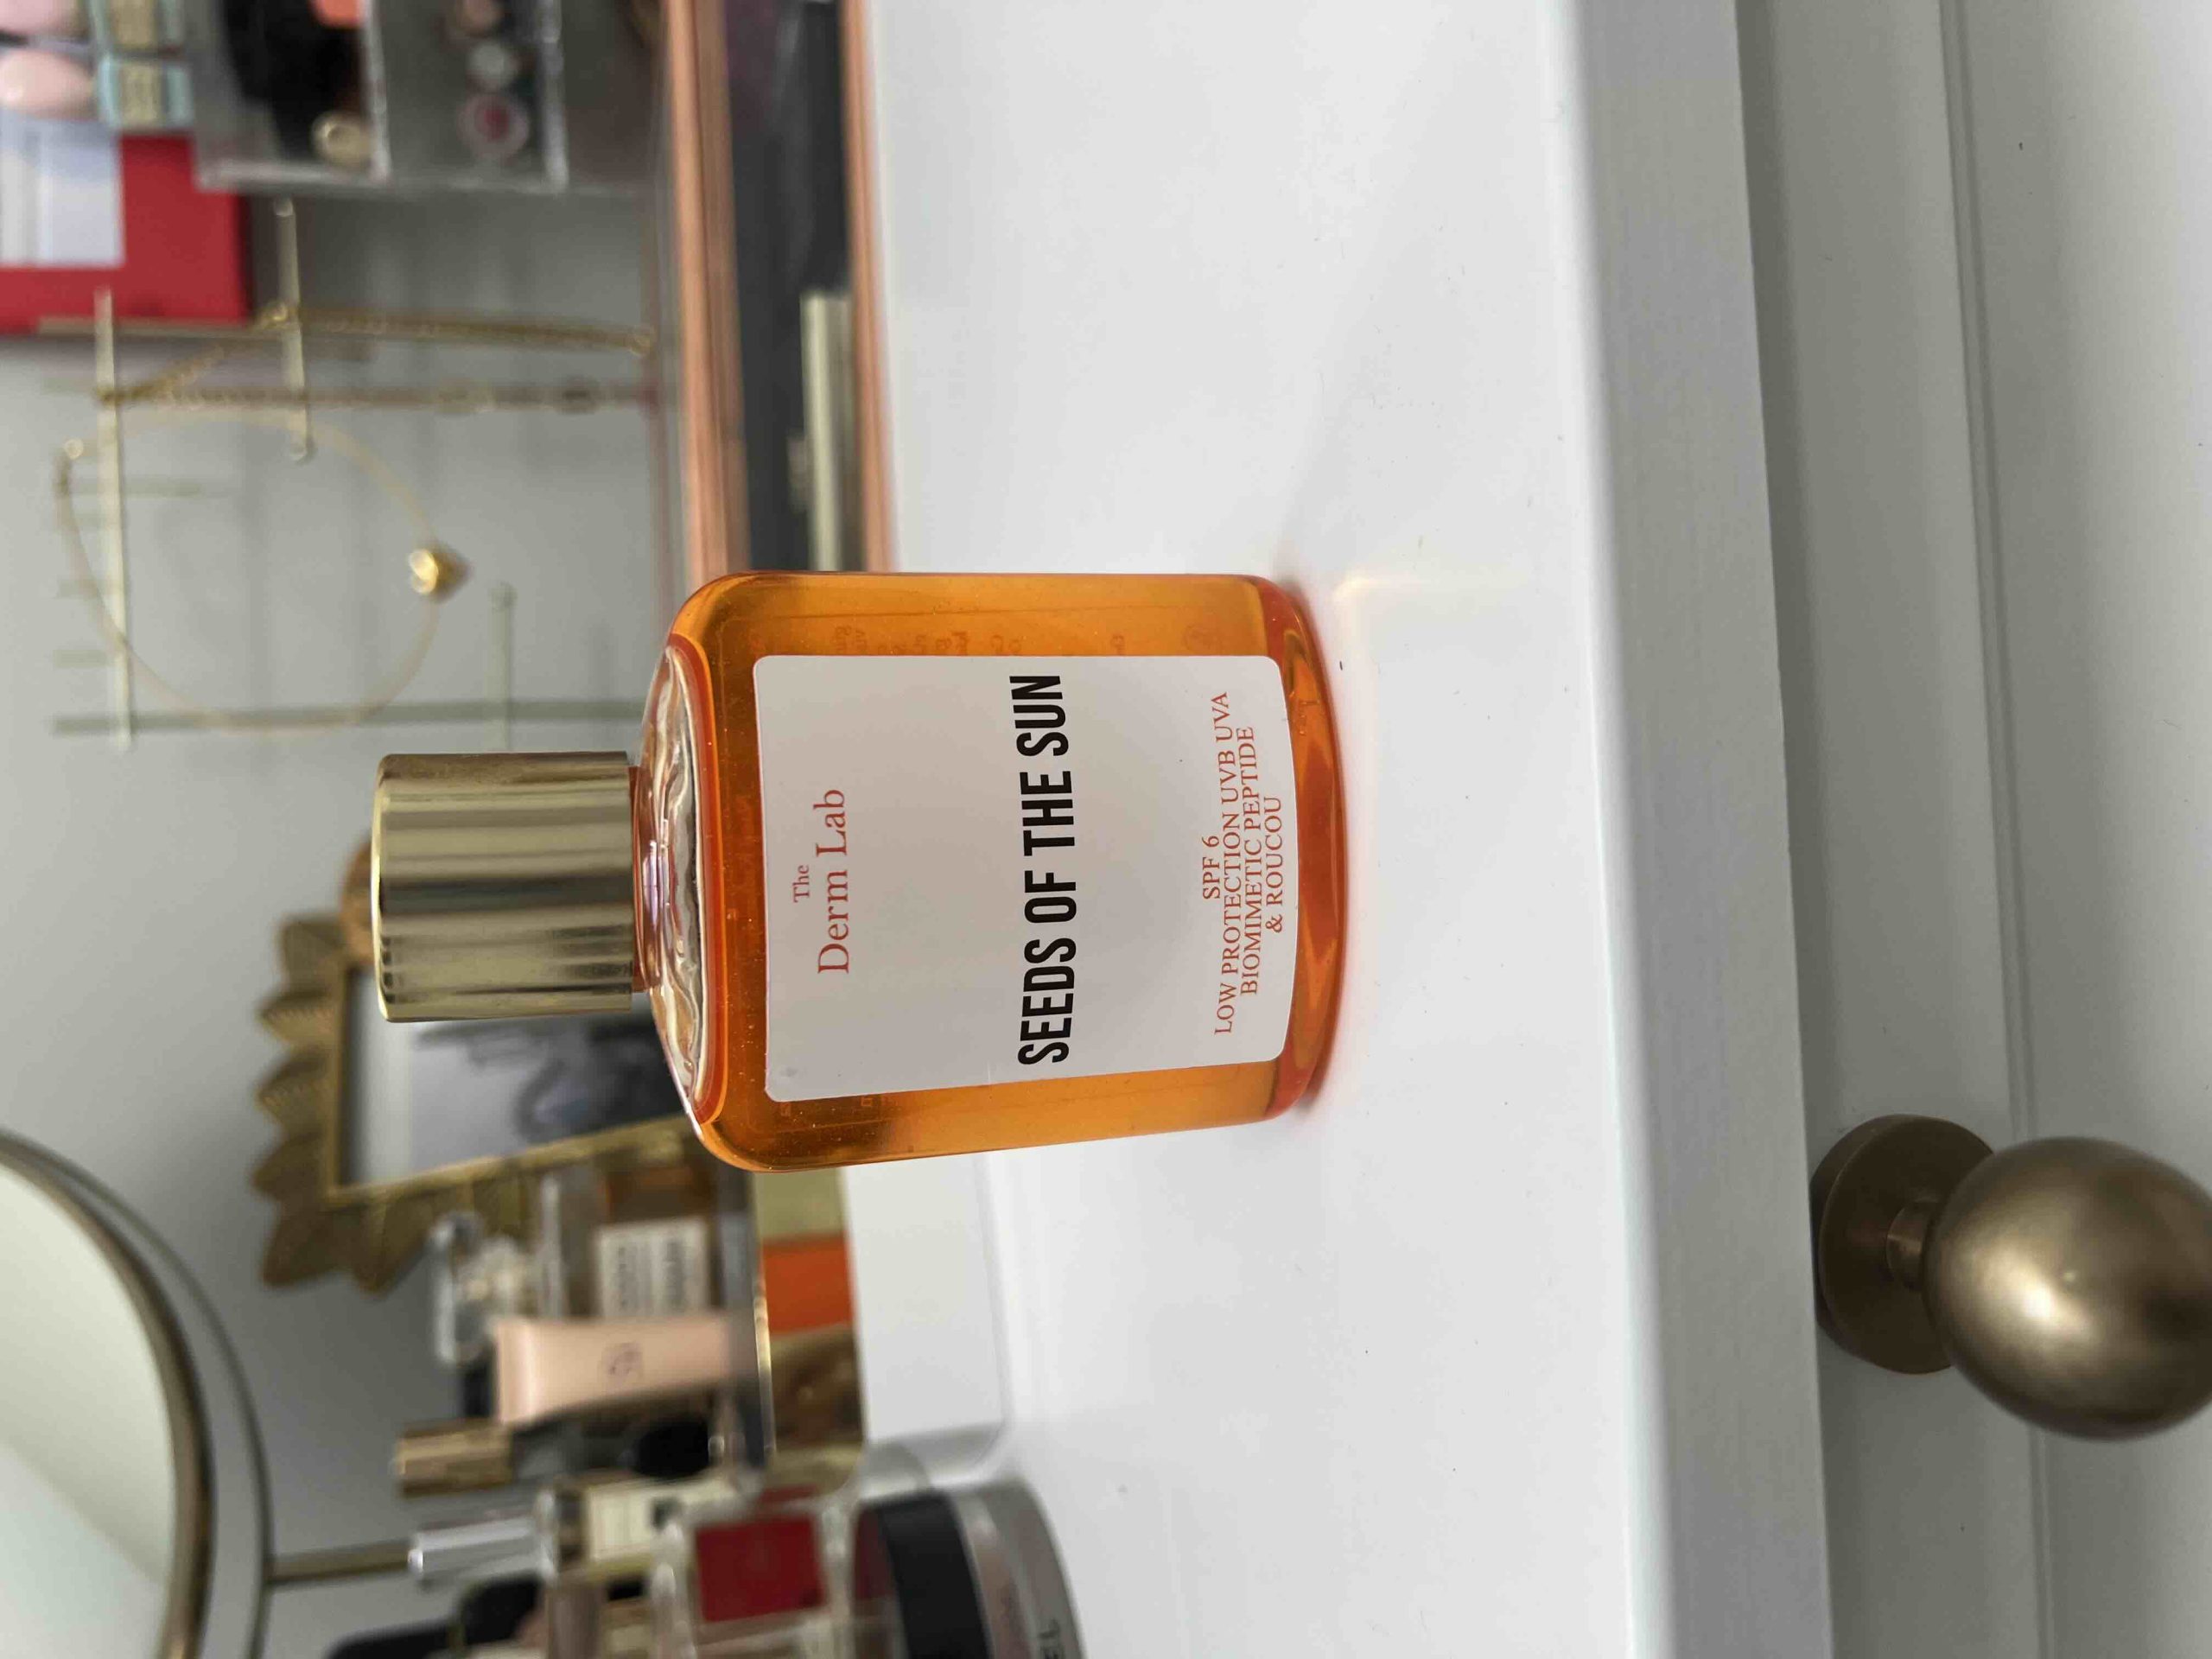 The
Derm Lab
SEEDS OF THE SUN
SPF 6
LOW PROTECTION UVB UVA
BIOMIMETIC PEPTIDE
& ROUCOU